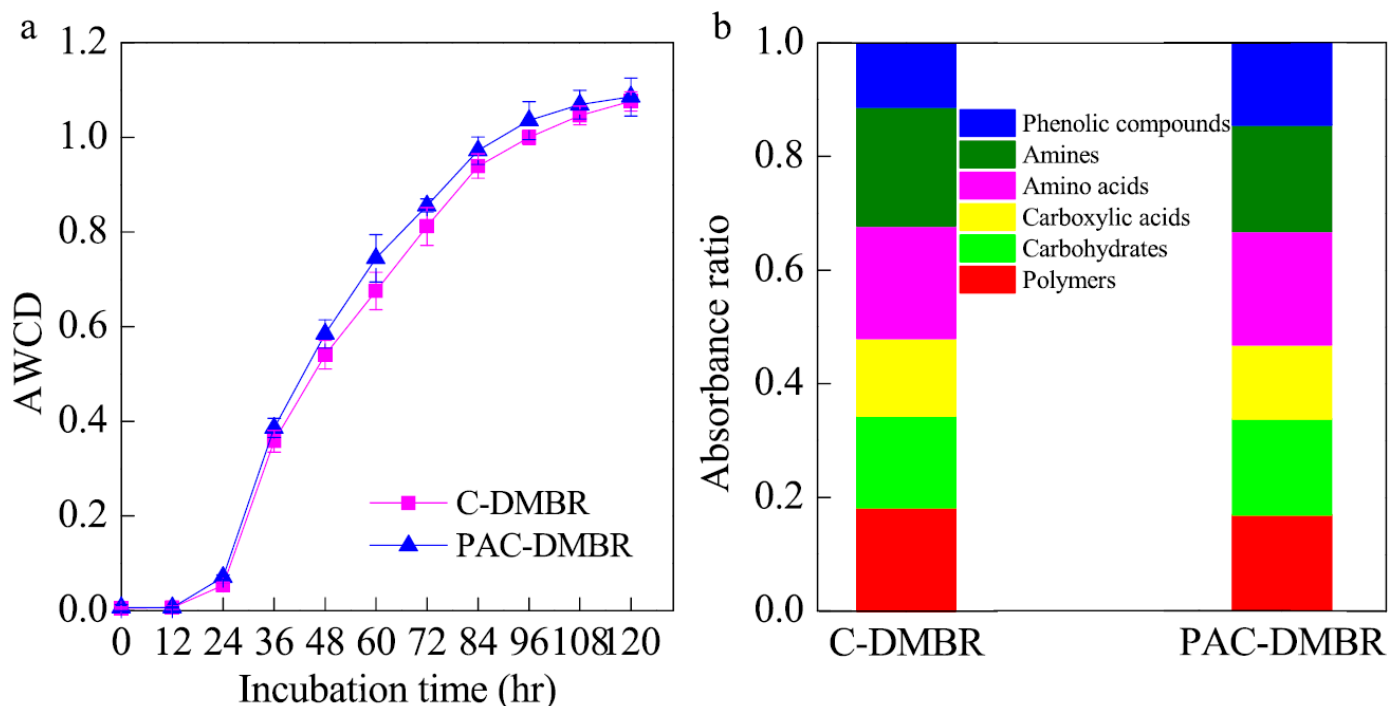 a
1.2
1.0
0.8
0.6
0.4
0.2
0.0
AWCD
C-DMBR
PAC-DMBR
0 12 24 36 48 60 72 84 96 108 120
Incubation time (hr)
b
1.0
0.8
0.6
0.4
0.2
0.0
Absorbance ratio
Phenolic compounds
Amines
Amino acids
Carboxylic acids
Carbohydrates
Polymers
C-DMBR PAC-DMBR